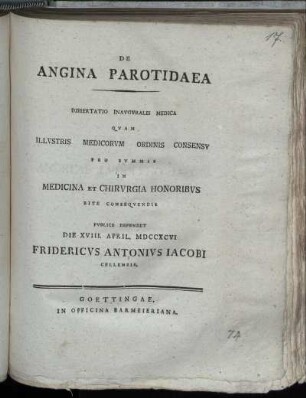 17.
DE
ANGINA PAROTIDAEA
DISSERTATIO INAVGVRALIS MEDICA
QVAM
ILLVSTRIS MEDICORVM ORDINIS CONSENSV
PRO SVMMIS
IN
MEDICINA ET CHIRVRGIA HONORIBVS
RITE CONSEQVENDIS
PVBLICE DEFENDET
DIE XVIII. APRIL. MDCCXCVI
FRIDERICVS ANTONIVS IACOBI
CELLENSIS.
GOETTINGAE,
IN OFFICINA BARMEIERIANA.